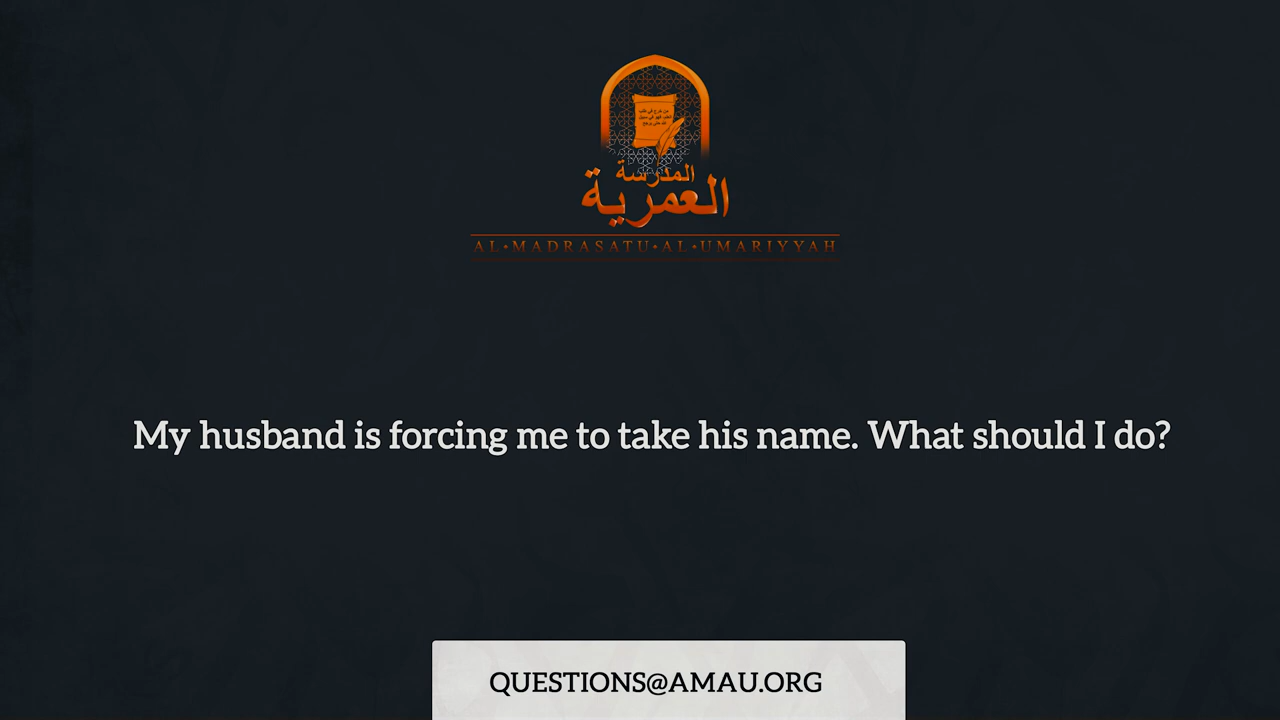 المدرسة
العمرية
AL•MADRASATU•AL•UMARIYYAH
My husband is forcing me to take his name. What should I do?
QUESTIONS@AMAU.ORG